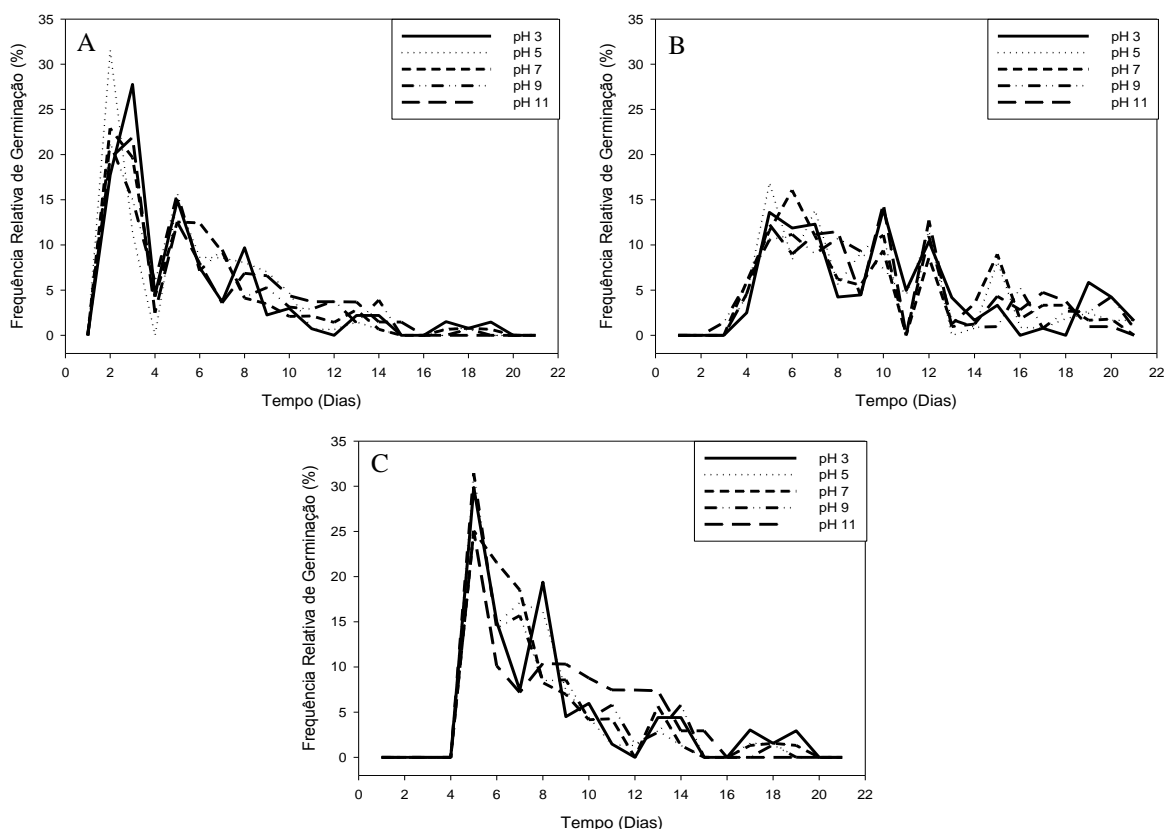 A
Frequência Relativa de Germinação (%)
35
30
25
20
15
10
5
0
0 2 4 6 8 10 12 14 16 18 20 22
Tempo (Dias)
pH 3
pH 5
pH 7
pH 9
pH 11
B
Frequência Relativa de Germinação (%)
35
30
25
20
15
10
5
0
0 2 4 6 8 10 12 14 16 18 20 22
Tempo (Dias)
pH 3
pH 5
pH 7
pH 9
pH 11
C
Frequência Relativa de Germinação (%)
35
30
25
20
15
10
5
0
0 2 4 6 8 10 12 14 16 18 20 22
Tempo (Dias)
pH 3
pH 5
pH 7
pH 9
pH 11